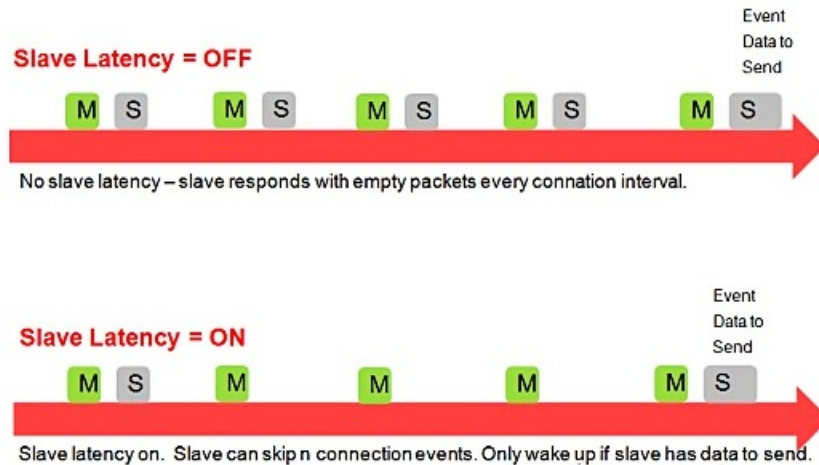 Event
Data to
Send
Slave Latency = OFF
M S M S M S M S M S
No slave latency – slave responds with empty packets every connation interval.
Event
Data to
Send
Slave Latency = ON
M S M M M M S
Slave latency on. Slave can skip n connection events. Only wake up if slave has data to send.